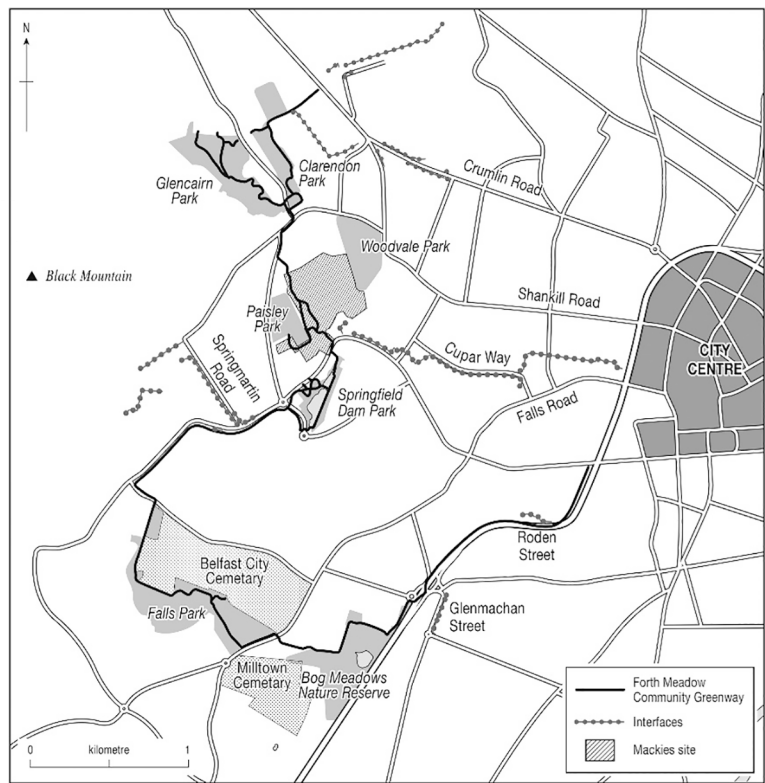 N
Glencairn
Park
Clarendon
Park
Crumlin Road
Woodvale Park
Black Mountain
Shankill Road
Paisley
Park
Springmartin
Road
Cupar Way
CITY
CENTRE
Springfield
Dam Park
Falls Road
Roden
Street
Belfast City
Cemetary
Falls Park
Glenmachan
Street
Milltown
Cemetary
Bog Meadows
Nature Reserve
0 kilometre 1
Forth Meadow
Community Greenway
Interfaces
Mackies site